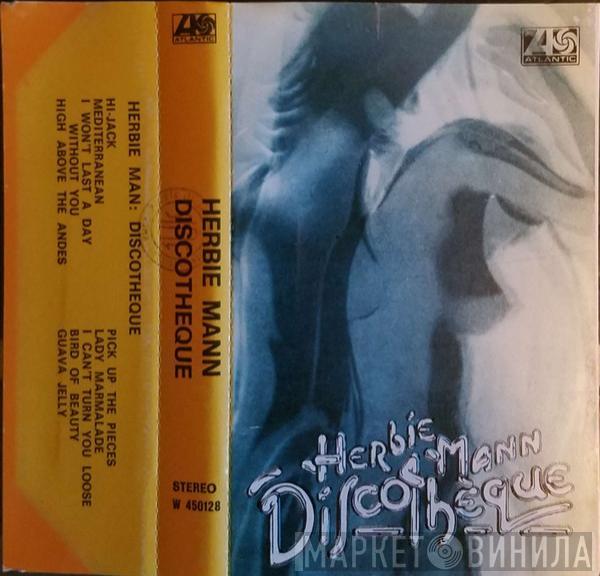 HERBIE MAN: DISCOTHEQUE
HI-JACK
MEDITERRANEAN
I WON'T LAST A DAY
WITHOUT YOU
HIGH ABOVE THE ANDES
PICK UP THE PIECES
LADY MARMALADE
I CAN'T TURN YOU LOOSE
BIRD OF BEAUTY
GUAVA JELLY
ATLANTIC
HERBIE MANN
DISCOTHEQUE
STEREO
W 450128
ATLANTIC
HERBIE MANN
DISCOTHÈQUE
МАРКЕТ ВИНИЛА